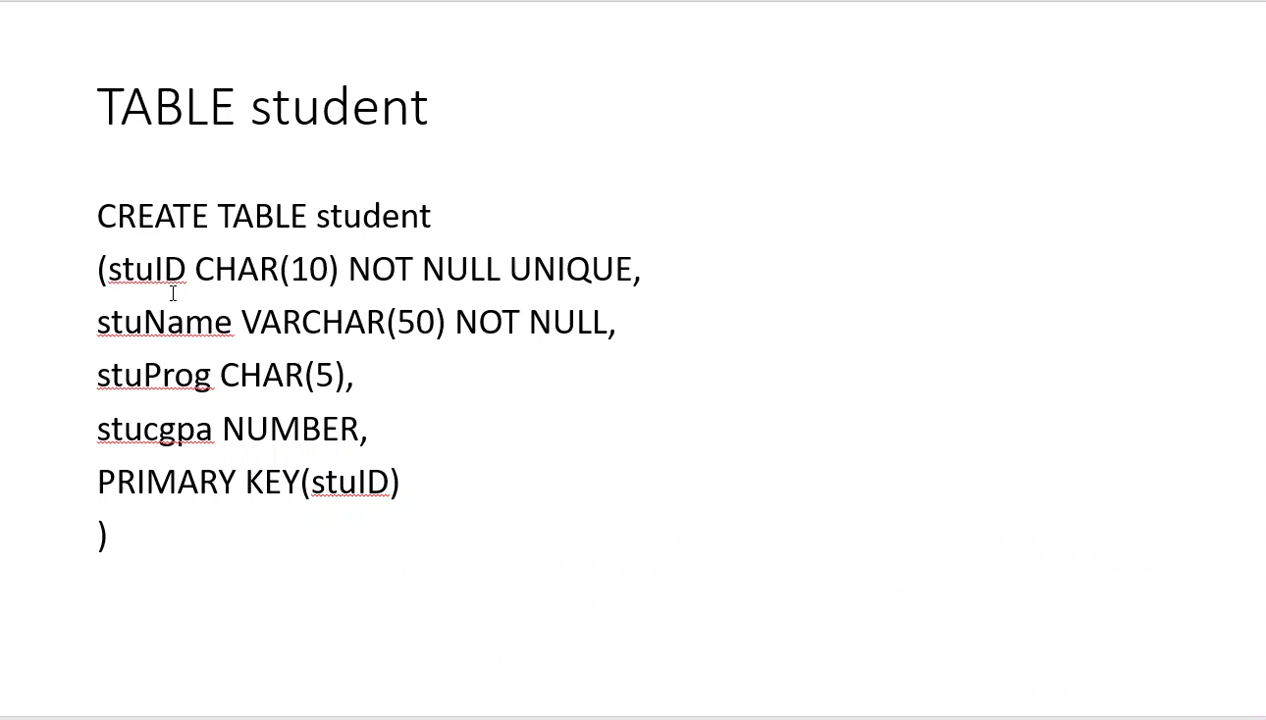 TABLE student
CREATE TABLE student
(stuID CHAR(10) NOT NULL UNIQUE,
stuName VARCHAR(50) NOT NULL,
stuProg CHAR(5),
stucgpa NUMBER,
PRIMARY KEY(stuID)
)